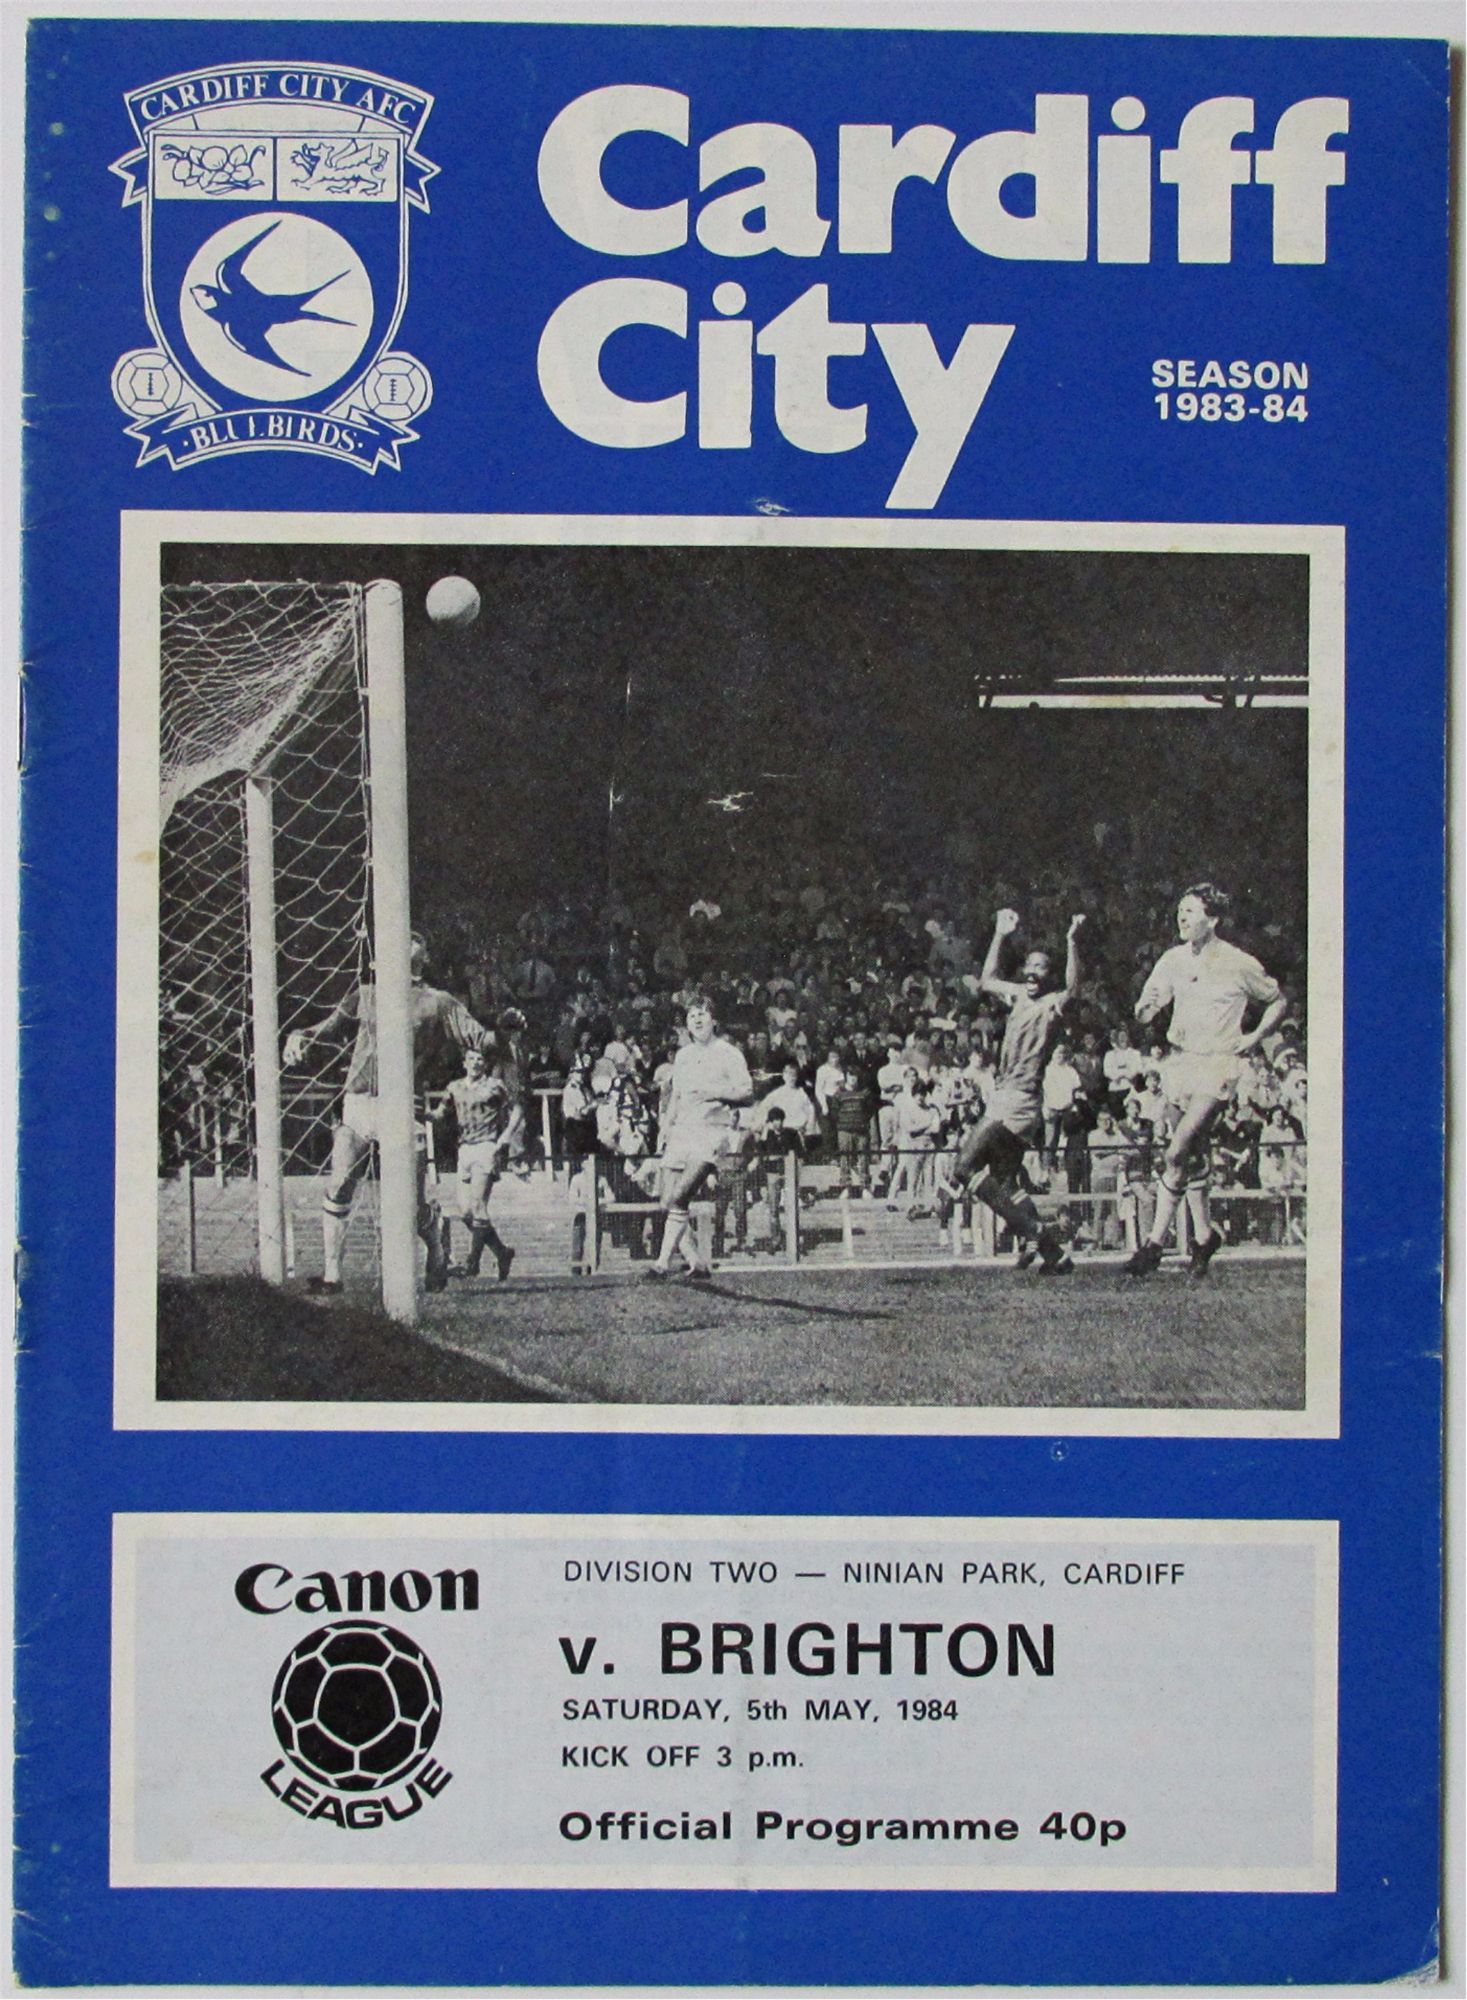 CARDIFF CITY AFC
Cardiff
City
SEASON
1983-84
·BLUEBIRDS·
Canon
LEAGUE
DIVISION TWO — NINIAN PARK, CARDIFF
v. BRIGHTON
SATURDAY, 5th MAY, 1984
KICK OFF 3 p.m.
Official Programme 40p